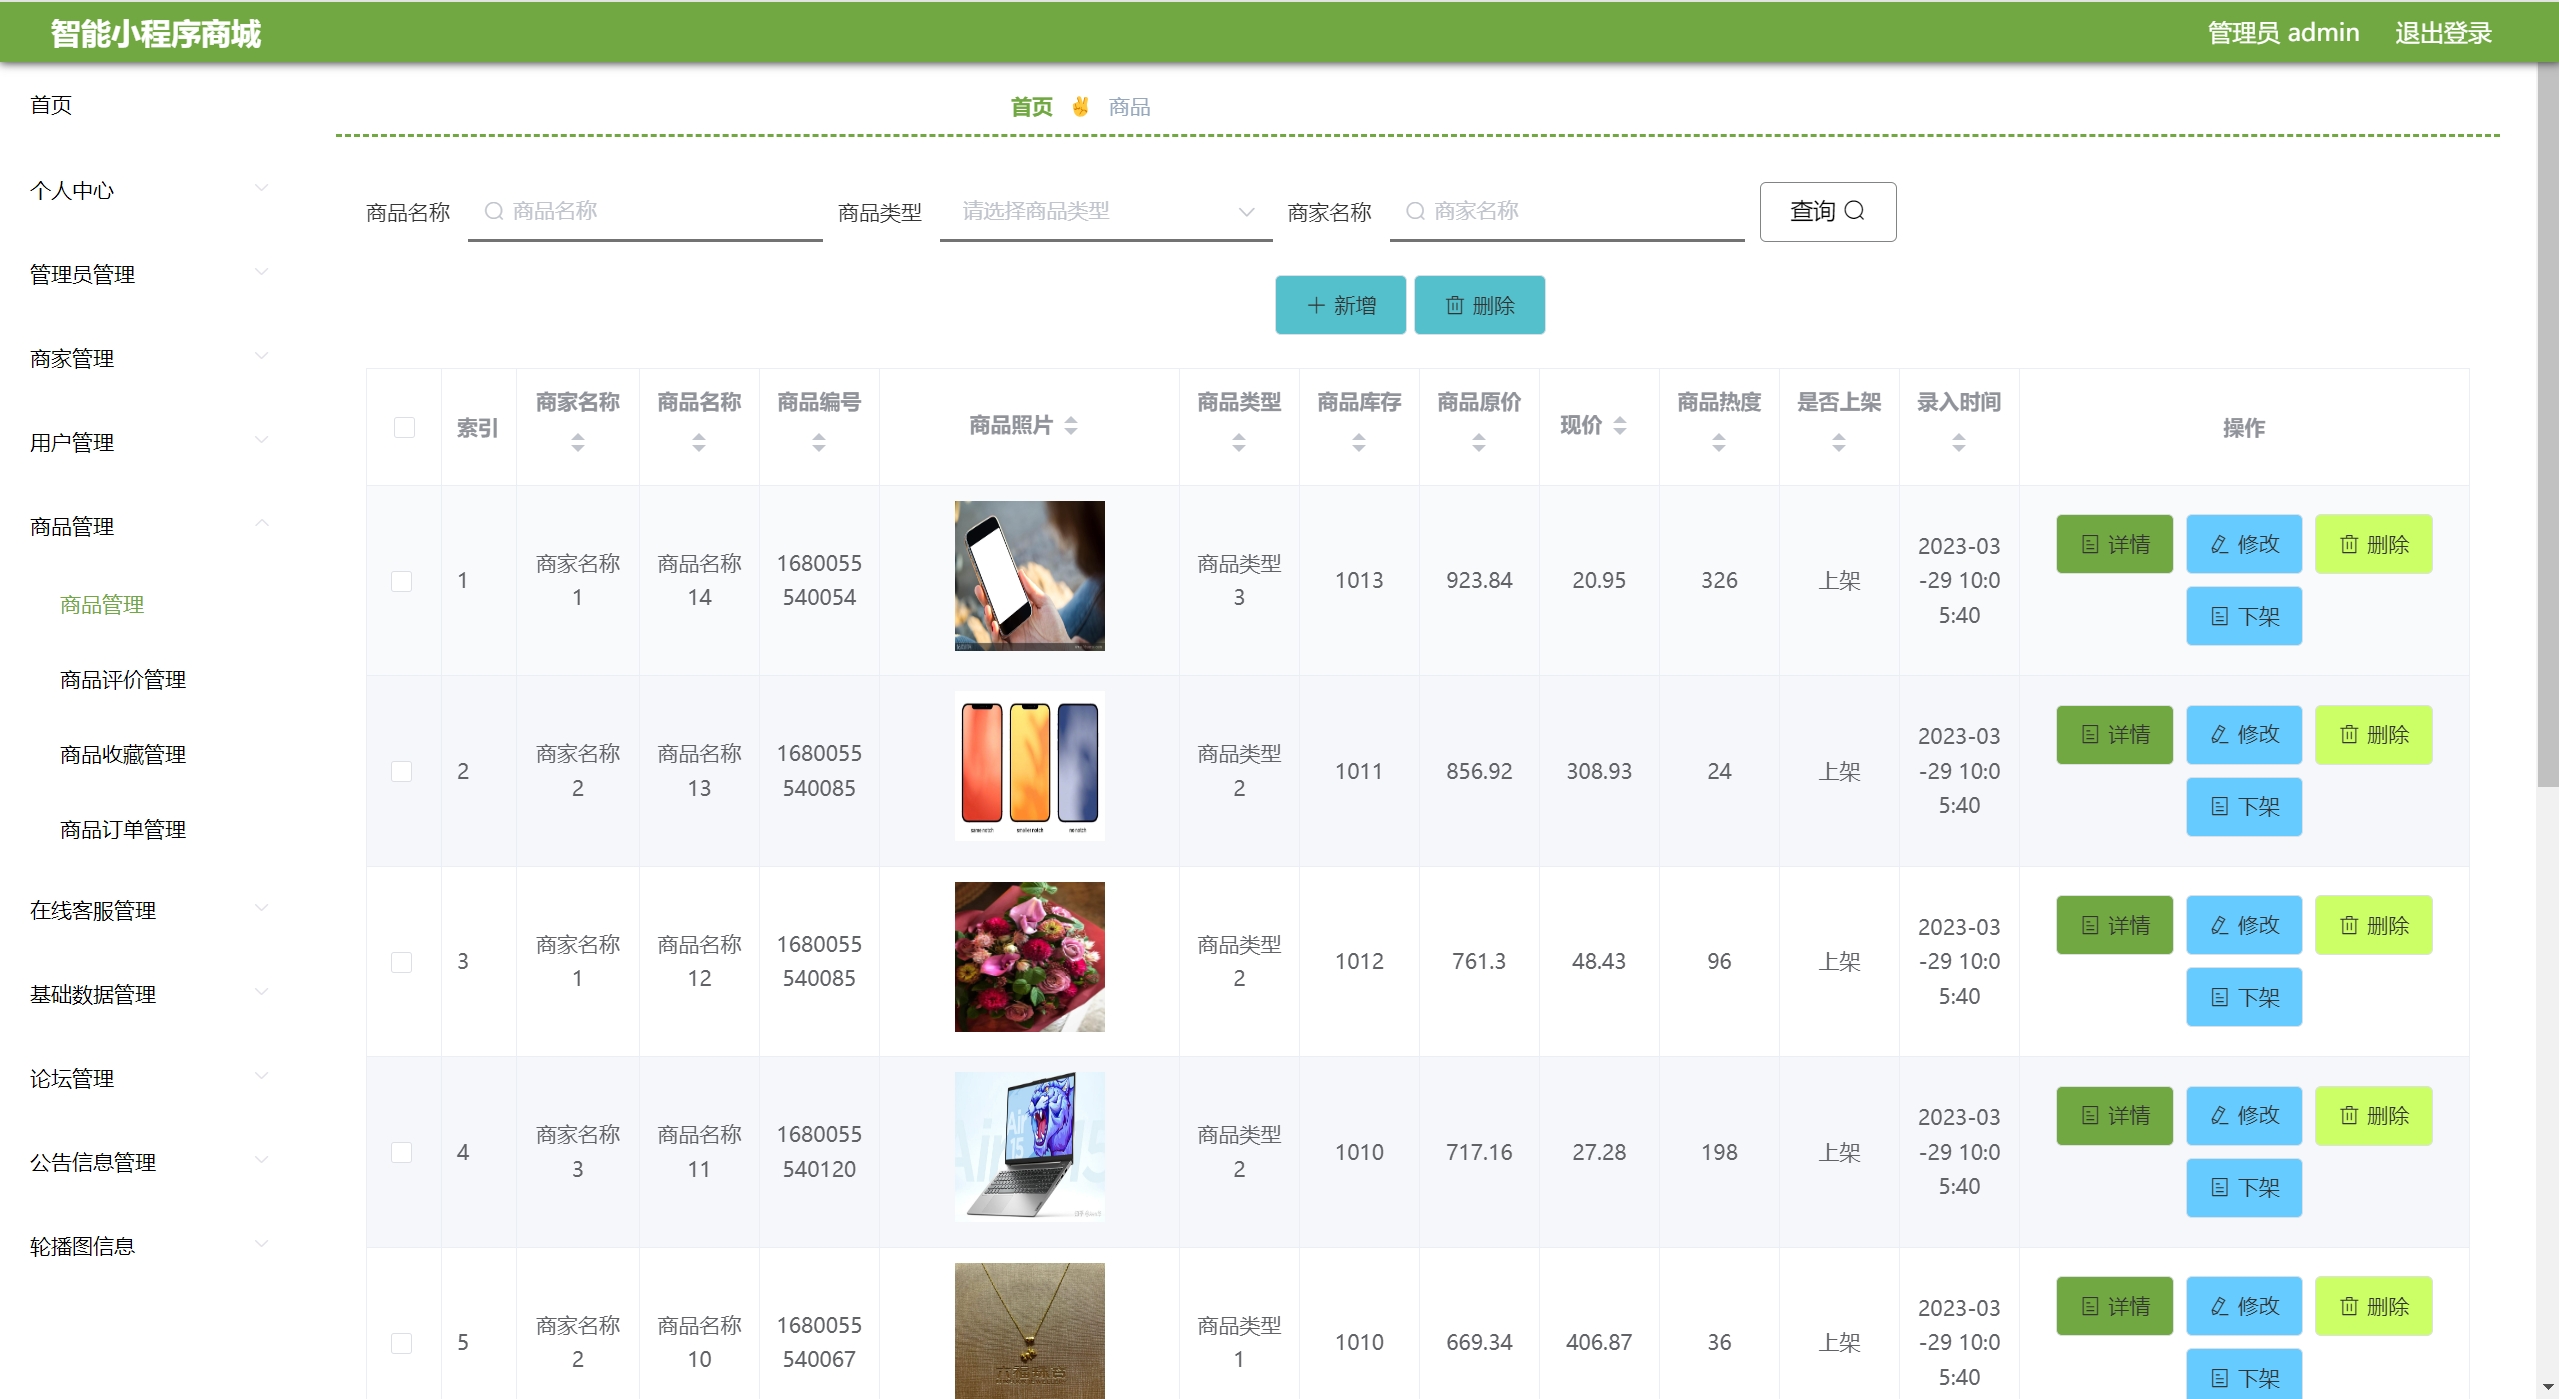 智能小程序商城
管理员 admin 退出登录
首页
个人中心
管理员管理
商家管理
用户管理
商品管理
商品管理
商品评价管理
商品收藏管理
商品订单管理
在线客服管理
基础数据管理
论坛管理
公告信息管理
轮播图信息
首页 ✌ 商品
商品名称 商品名称 商品类型 请选择商品类型 商家名称 商家名称 查询
新增 删除
索引 商家名称 商品名称 商品编号 商品照片 商品类型 商品库存 商品原价 现价 商品热度 是否上架 录入时间 操作
1 商家名称1 商品名称14 1680055540054 商品类型3 1013 923.84 20.95 326 上架 2023-03-29 10:05:40 详情 修改 删除
下架
2 商家名称2 商品名称13 1680055540085 same notch smaller notch no notch 商品类型2 1011 856.92 308.93 24 上架 2023-03-29 10:05:40 详情 修改 删除
下架
3 商家名称1 商品名称12 1680055540085 商品类型2 1012 761.3 48.43 96 上架 2023-03-29 10:05:40 详情 修改 删除
下架
4 商家名称3 商品名称11 1680055540120 Air 15 商品类型2 1010 717.16 27.28 198 上架 2023-03-29 10:05:40 详情 修改 删除
下架
5 商家名称2 商品名称10 1680055540067 六福珠宝 商品类型1 1010 669.34 406.87 36 上架 2023-03-29 10:05:40 详情 修改 删除
下架